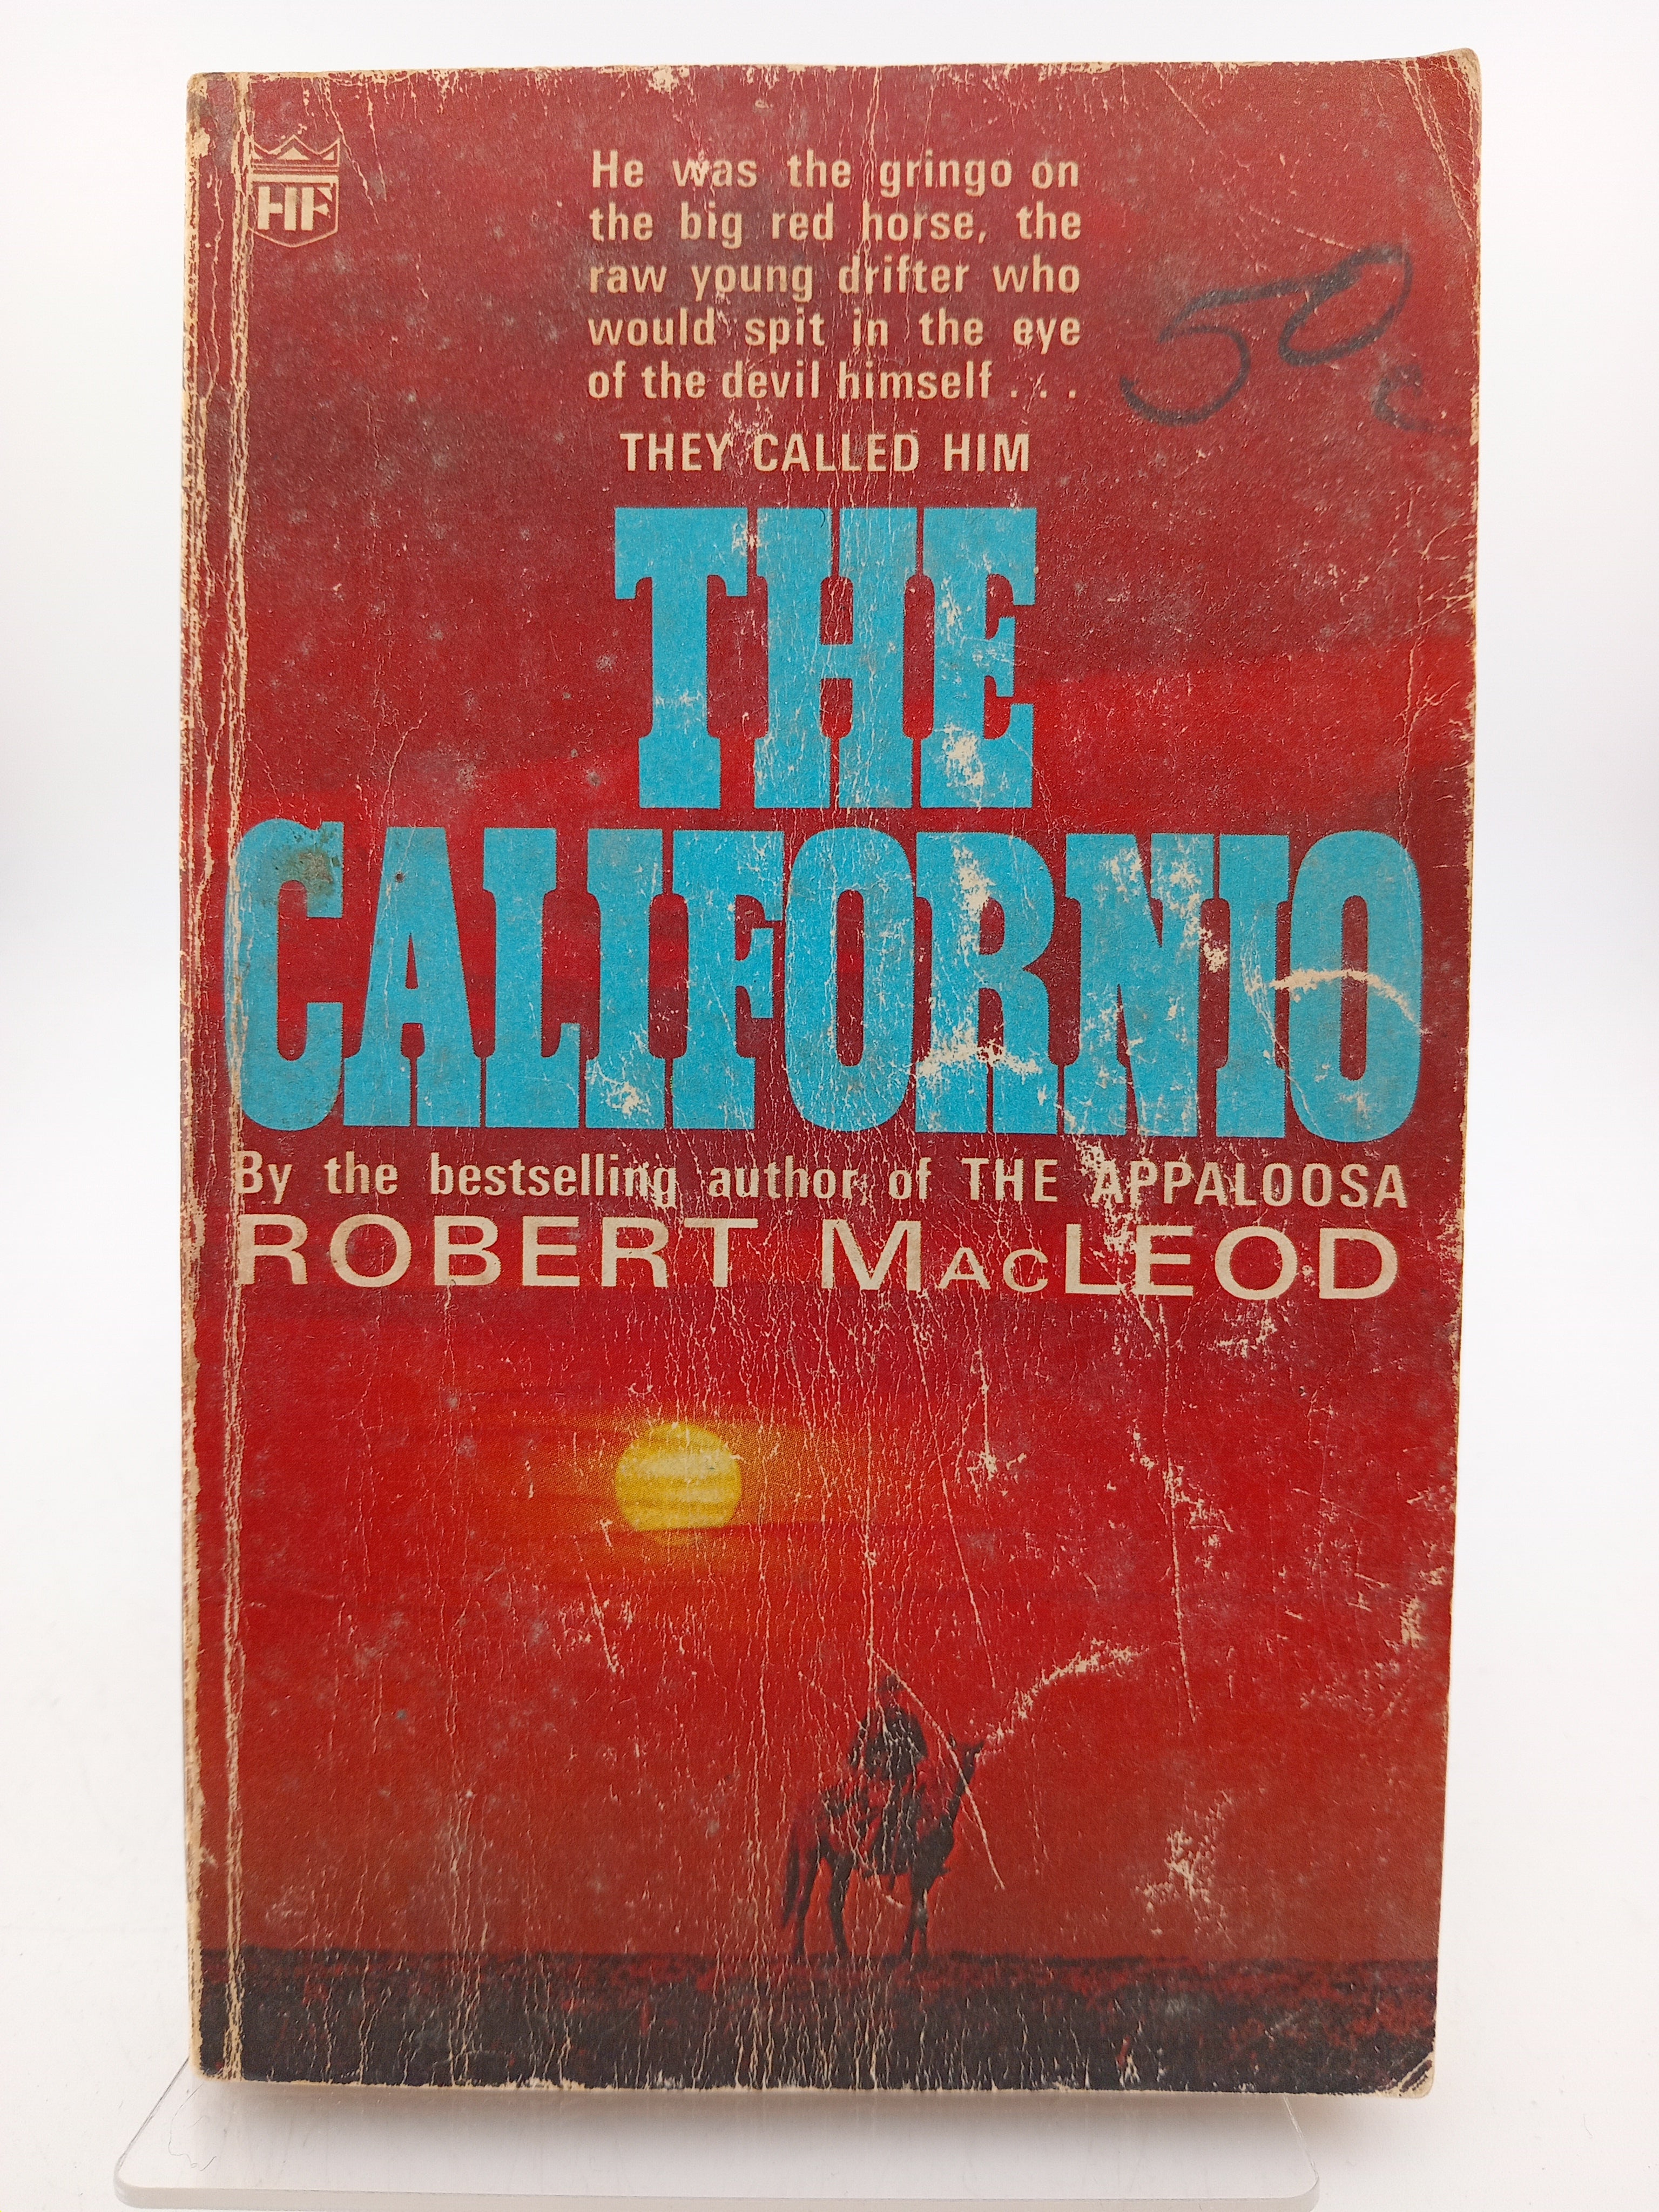 HF
He was the gringo on
the big red horse, the
raw young drifter who
would spit in the eye
of the devil himself . . .
50c
THEY CALLED HIM
THE
CALIFORNIO
By the bestselling author of THE APPALOOSA
ROBERT MACLEOD